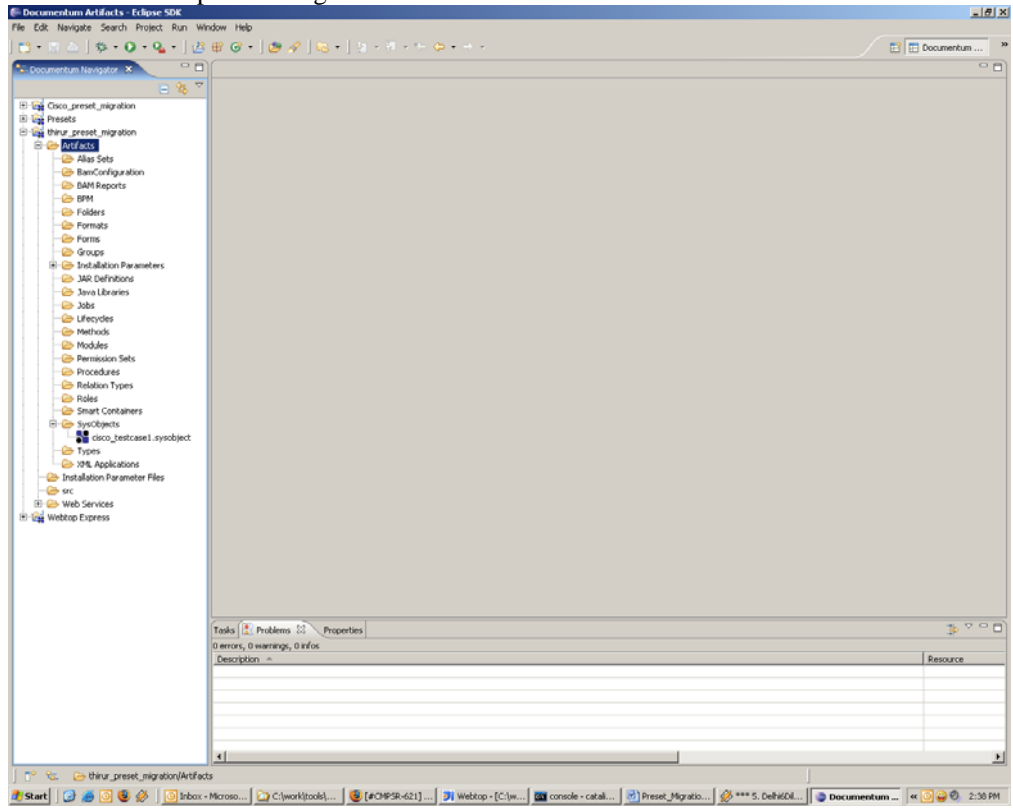 Documentum Artifacts - Eclipse SDK
File Edit Navigate Search Project Run Window Help
Documentum ...
Documentum Navigator
Cisco_preset_migration
Presets
thirur_preset_migration
Artifacts
Alias Sets
BamConfiguration
BAM Reports
BPM
Folders
Formats
Forms
Groups
Installation Parameters
JAR Definitions
Java Libraries
Jobs
Lifecycles
Methods
Modules
Permission Sets
Procedures
Relation Types
Roles
Smart Containers
SysObjects
cisco_testcase1.sysobject
Types
XML Applications
Installation Parameter Files
src
Web Services
Webtop Express
Tasks Problems Properties
0 errors, 0 warnings, 0 infos
Description Resource
thirur_preset_migration/Artifacts
Start Inbox - Microso... C:\work\tools\... [#CMPSR-621] ... Webtop - [C:\w... console - catali... Preset_Migratio... *** S. Delhi6Dil... Documentum ... 2:38 PM